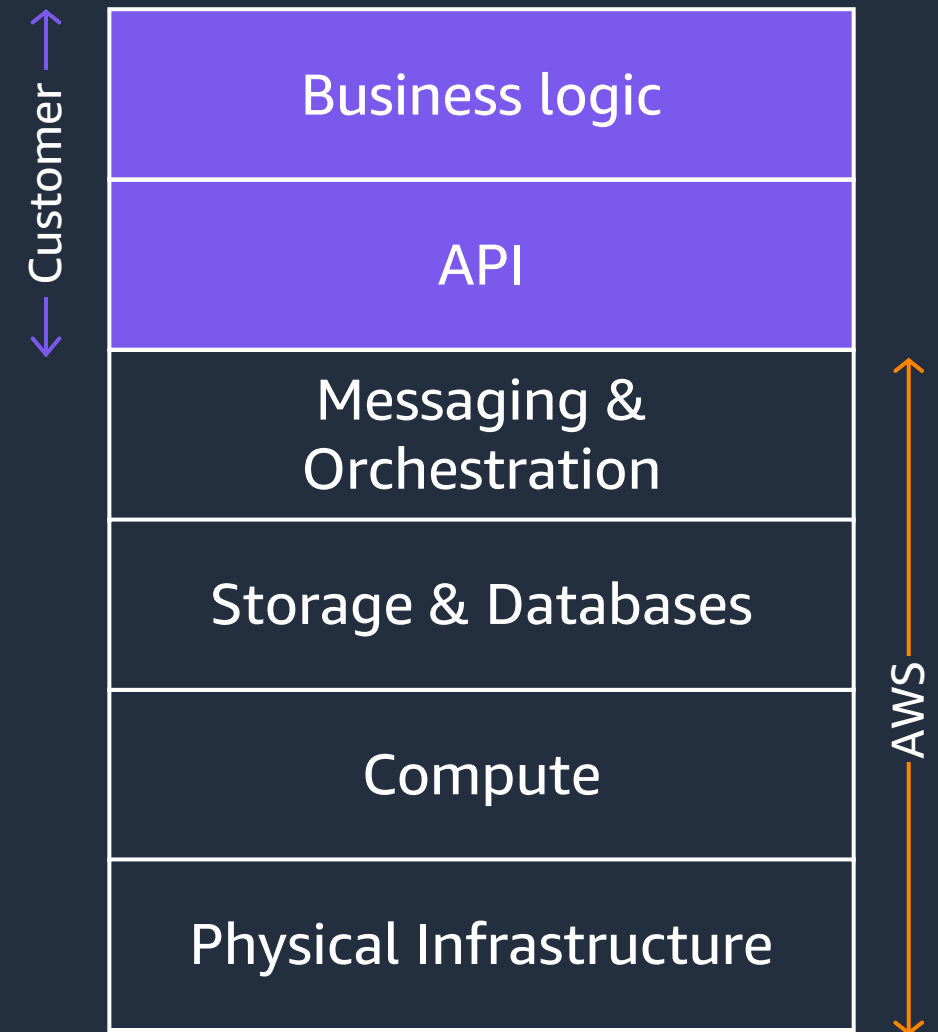 Customer
Business logic
API
Messaging &
Orchestration
Storage & Databases
Compute
Physical Infrastructure
AWS